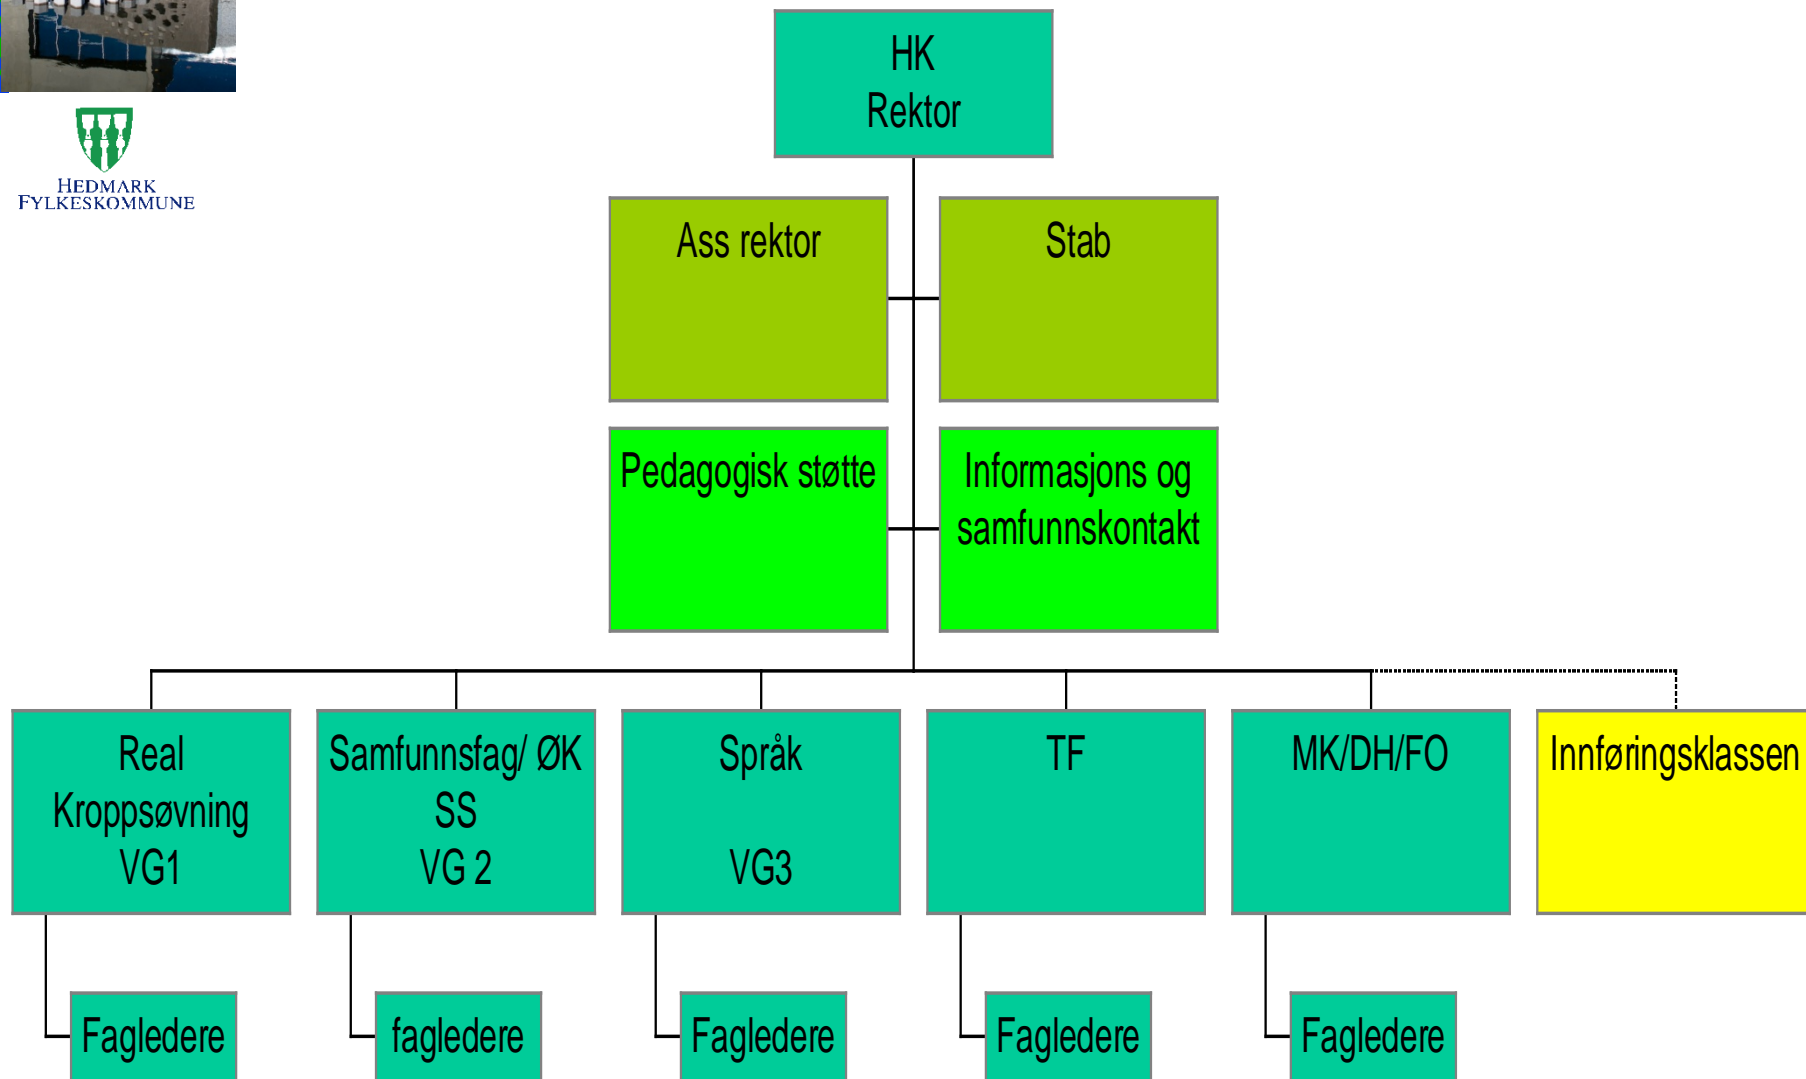 HK
Rektor
HEDMARK
FYLKESKOMMUNE
Ass rektor
Stab
Pedagogisk støtte
Informasjons og
samfunnskontakt
Real
Kroppsøvning
VG1
Samfunnsfag/ ØK
SS
VG 2
Språk
VG3
TF
MK/DH/FO
Innføringsklassen
Fagledere
fagledere
Fagledere
Fagledere
Fagledere